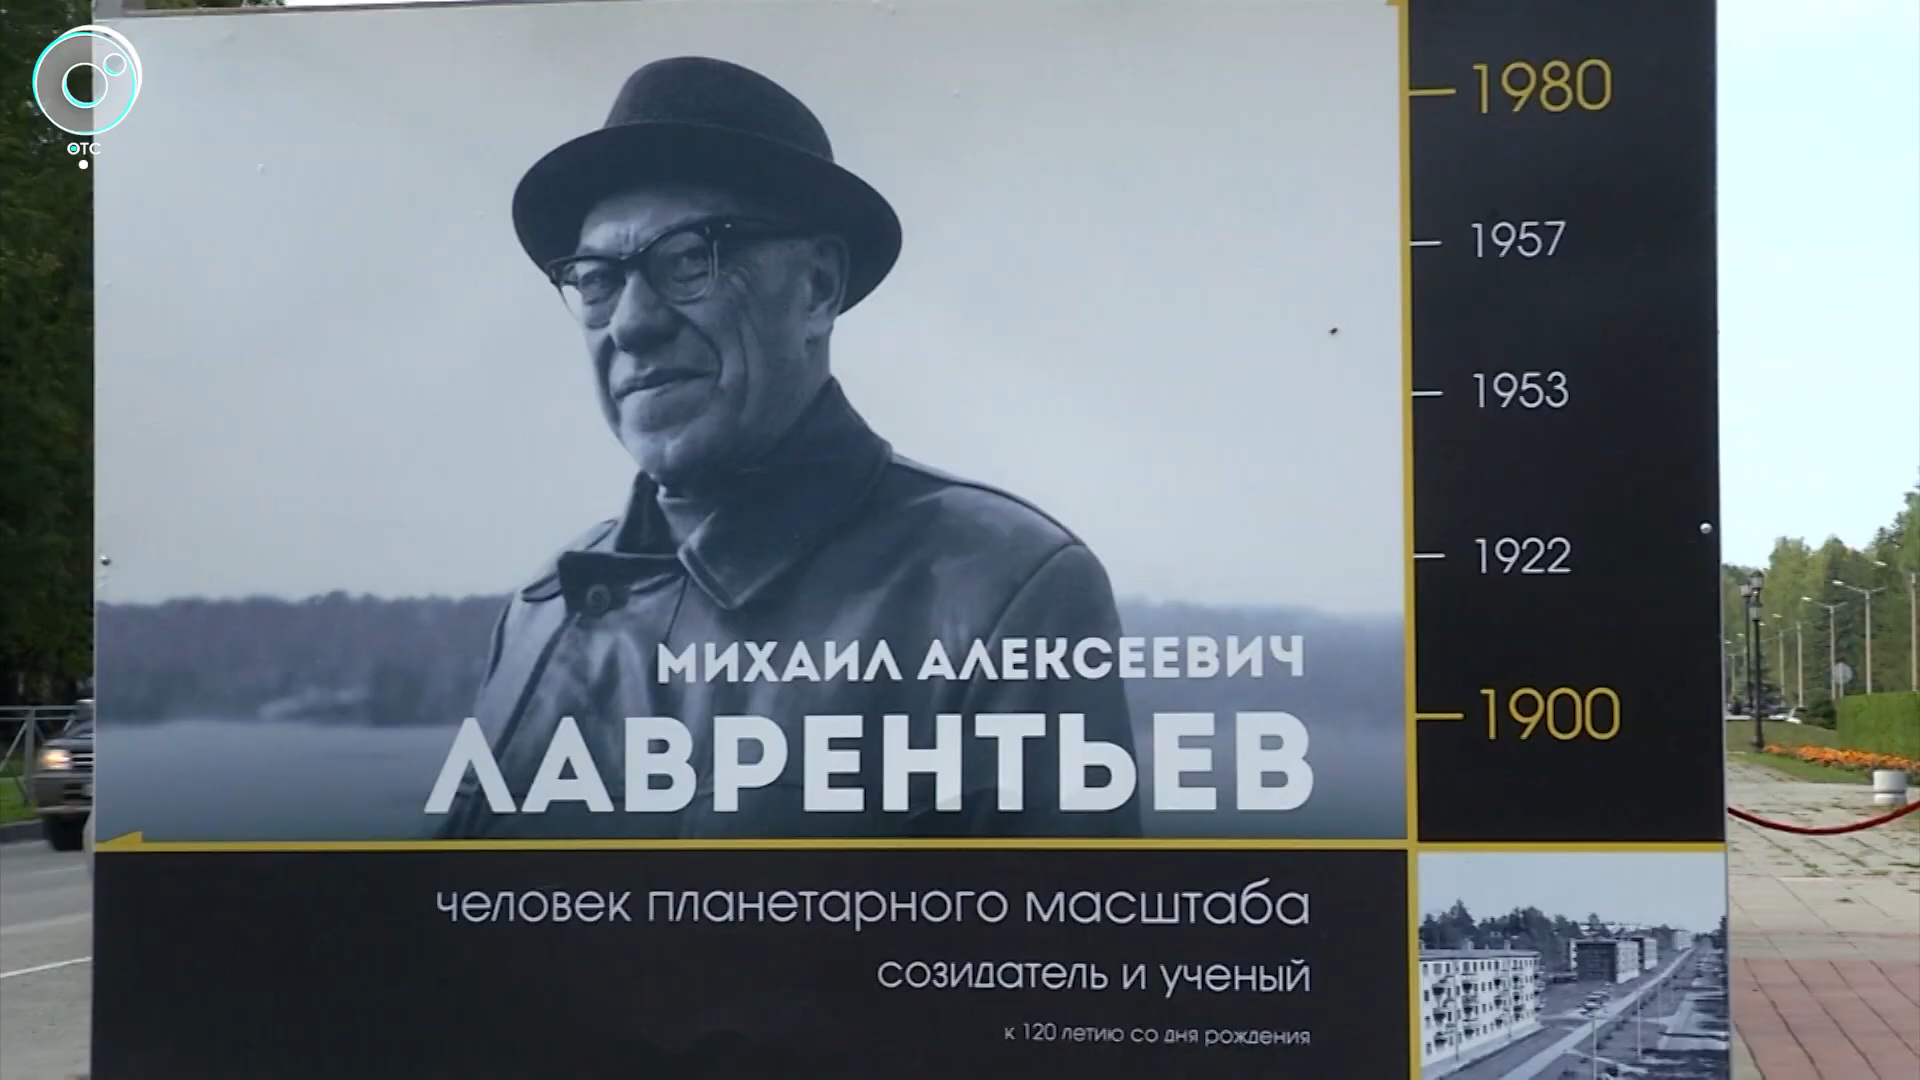 ОТС
МИХАИЛ АЛЕКСЕЕВИЧ
ЛАВРЕНТЬЕВ
человек планетарного масштаба
созидатель и ученый
к 120 летию со дня рождения
1980
1957
1953
1922
1900